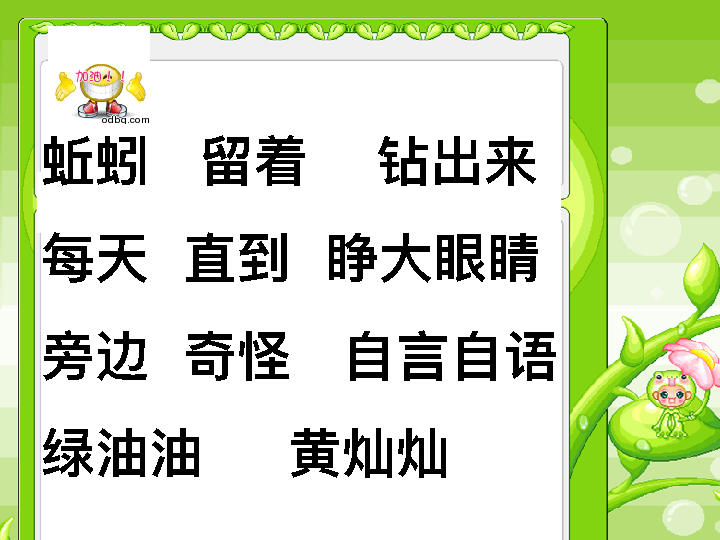 加油！！
odbq.com
蚯蚓 留着 钻出来
每天 直到 睁大眼睛
旁边 奇怪 自言自语
绿油油 黄灿灿